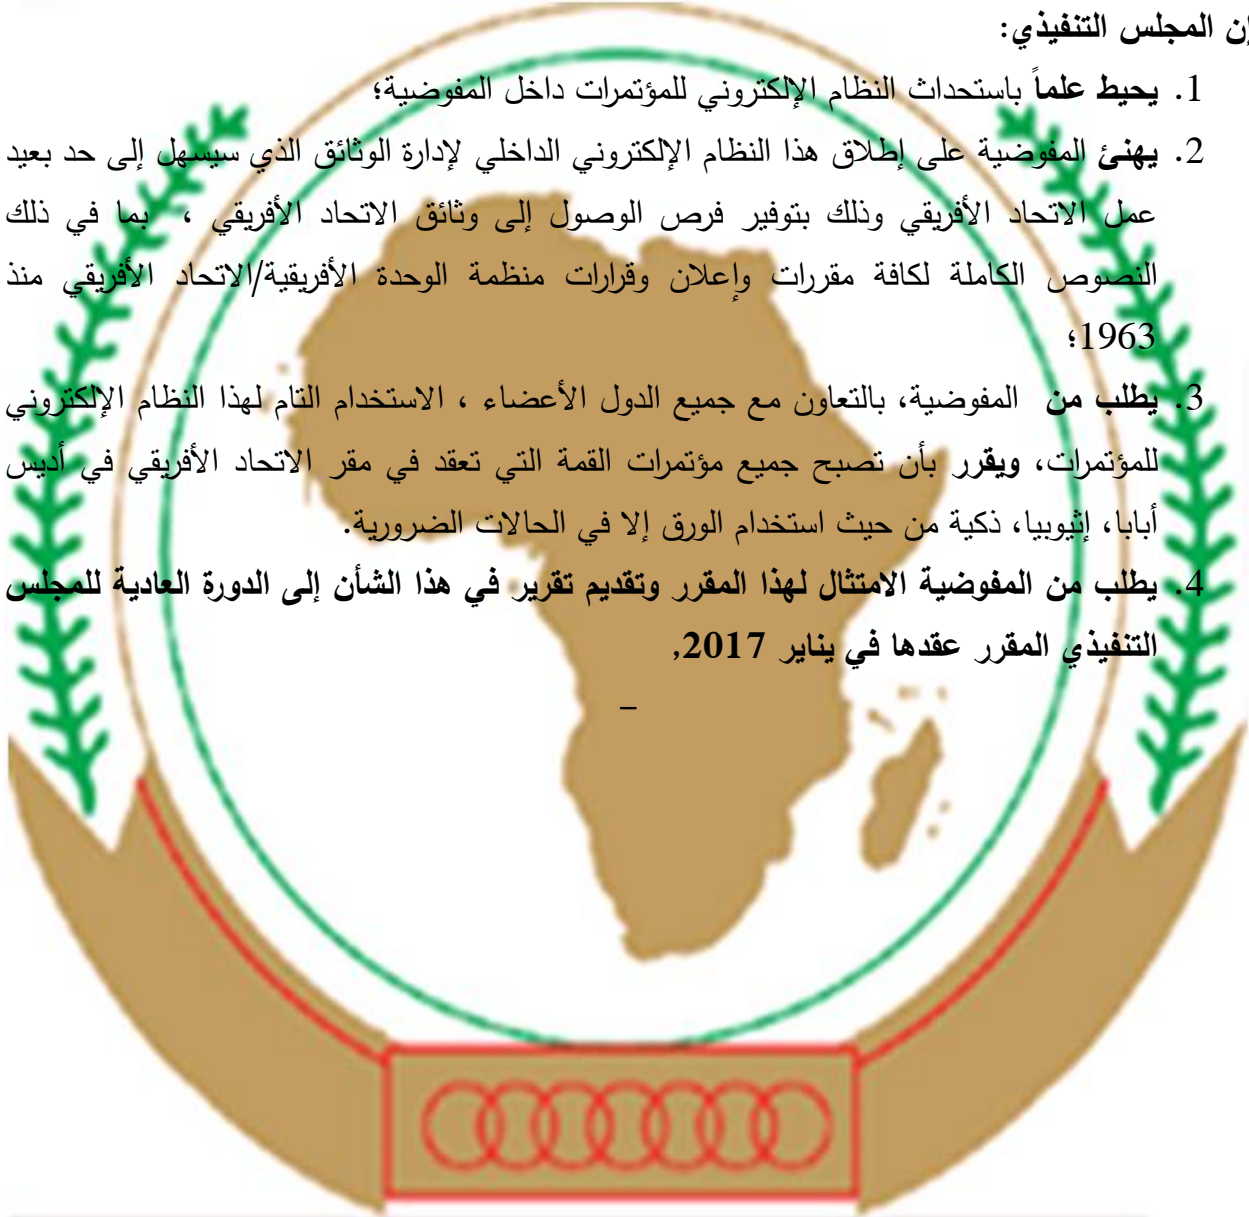 إن المجلس التنفيذي:
1. يحيط علماً باستحداث النظام الإلكتروني للمؤتمرات داخل المفوضية؛
2. يهنئ المفوضية على إطلاق هذا النظام الإلكتروني الداخلي لإدارة الوثائق الذي سيسهل إلى حد بعيد
عمل الاتحاد الأفريقي وذلك بتوفير فرص الوصول إلى وثائق الاتحاد الأفريقي ، بما في ذلك
النصوص الكاملة لكافة مقررات وإعلان وقرارات منظمة الوحدة الأفريقية/الاتحاد الأفريقي منذ
1963؛
3. يطلب من المفوضية، بالتعاون مع جميع الدول الأعضاء ، الاستخدام التام لهذا النظام الإلكتروني
للمؤتمرات، ويقرر بأن تصبح جميع مؤتمرات القمة التي تعقد في مقر الاتحاد الأفريقي في أديس
أبابا، إثيوبيا، ذكية من حيث استخدام الورق إلا في الحالات الضرورية.
4. يطلب من المفوضية الامتثال لهذا المقرر وتقديم تقرير في هذا الشأن إلى الدورة العادية للمجلس
التنفيذي المقرر عقدها في يناير 2017,
–